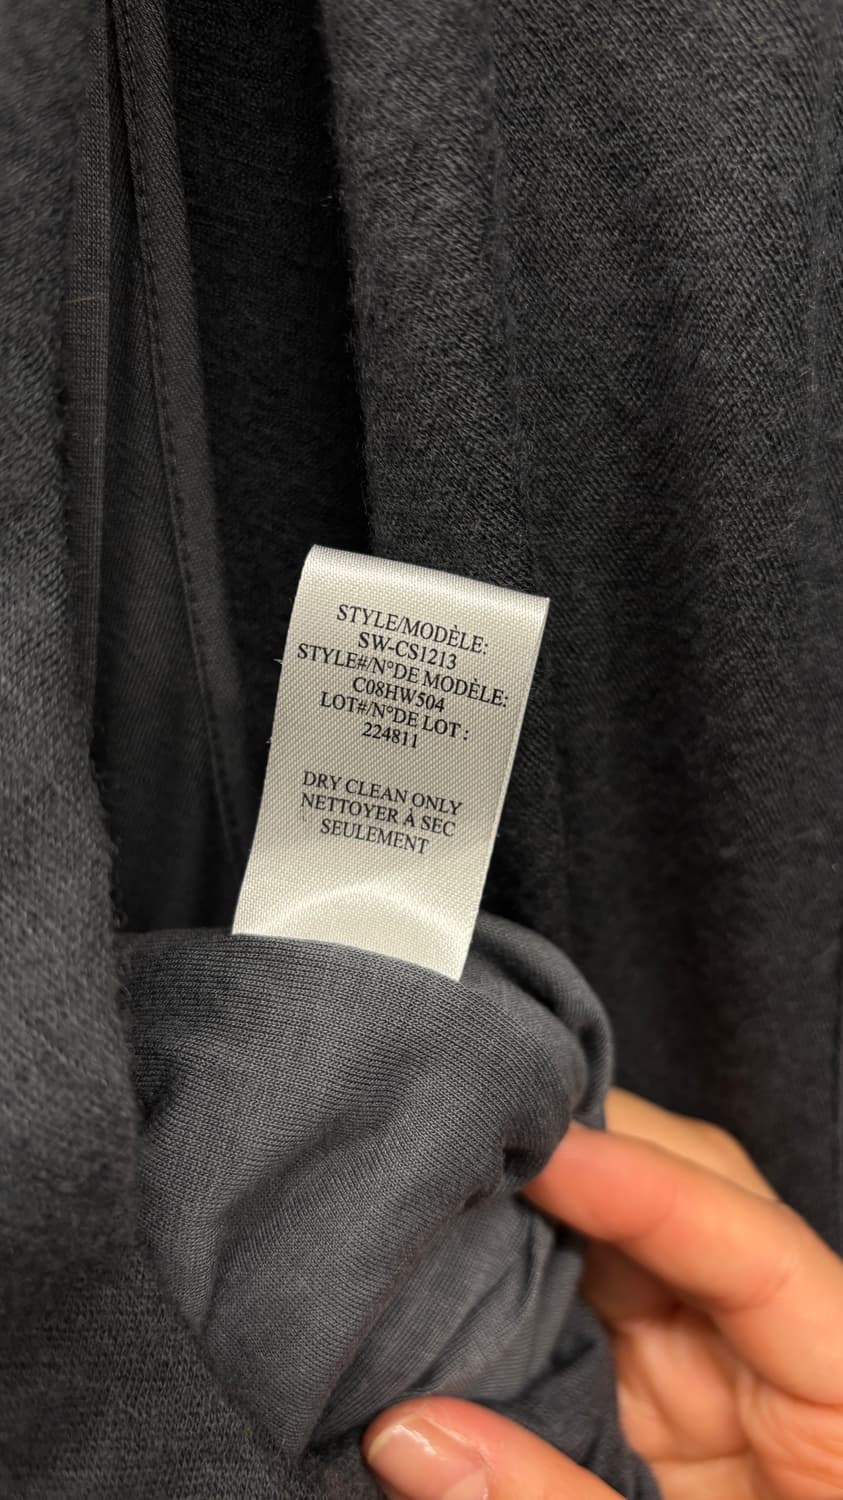 STYLE/MODÈLE:
SW-CS1213
STYLE#/N°DE MODÈLE:
C08HW504
LOT#/N°DE LOT :
224811
DRY CLEAN ONLY
NETTOYER À SEC
SEULEMENT